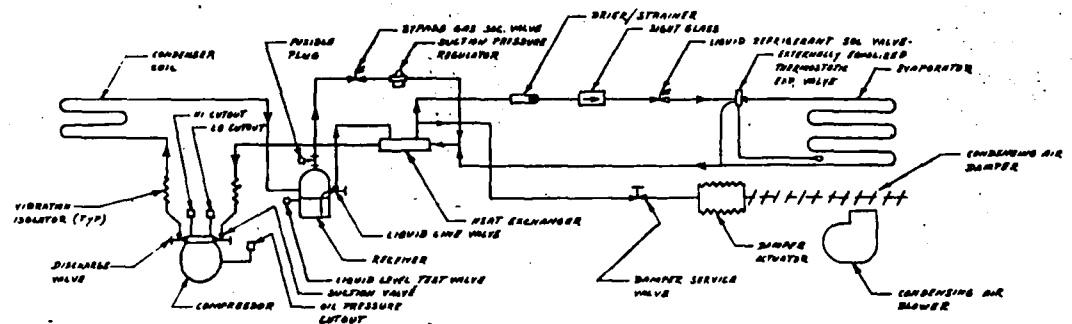 CONDENSER
COIL
HI CUTOUT
LO CUTOUT
FUSIBLE
PLUG
BYPASS GAS SOL. VALVE
SUCTION PRESSURE
REGULATOR
DRIER/STRAINER
SIGHT GLASS
LIQUID REFRIGERANT SOL VALVE
EXTERNALLY EQUALIZED
THERMOSTATIC
EXP. VALVE
EVAPORATOR
CONDENSING AIR
DAMPER
VIBRATION
ISOLATOR (TYP)
DISCHARGE
VALVE
COMPRESSOR
HEAT EXCHANGER
LIQUID LINE VALVE
RECEIVER
LIQUID LEVEL TEST VALVE
SUCTION VALVE
OIL PRESSURE
CUTOUT
DAMPER SERVICE
VALVE
DAMPER
ACTUATOR
CONDENSING AIR
BLOWER